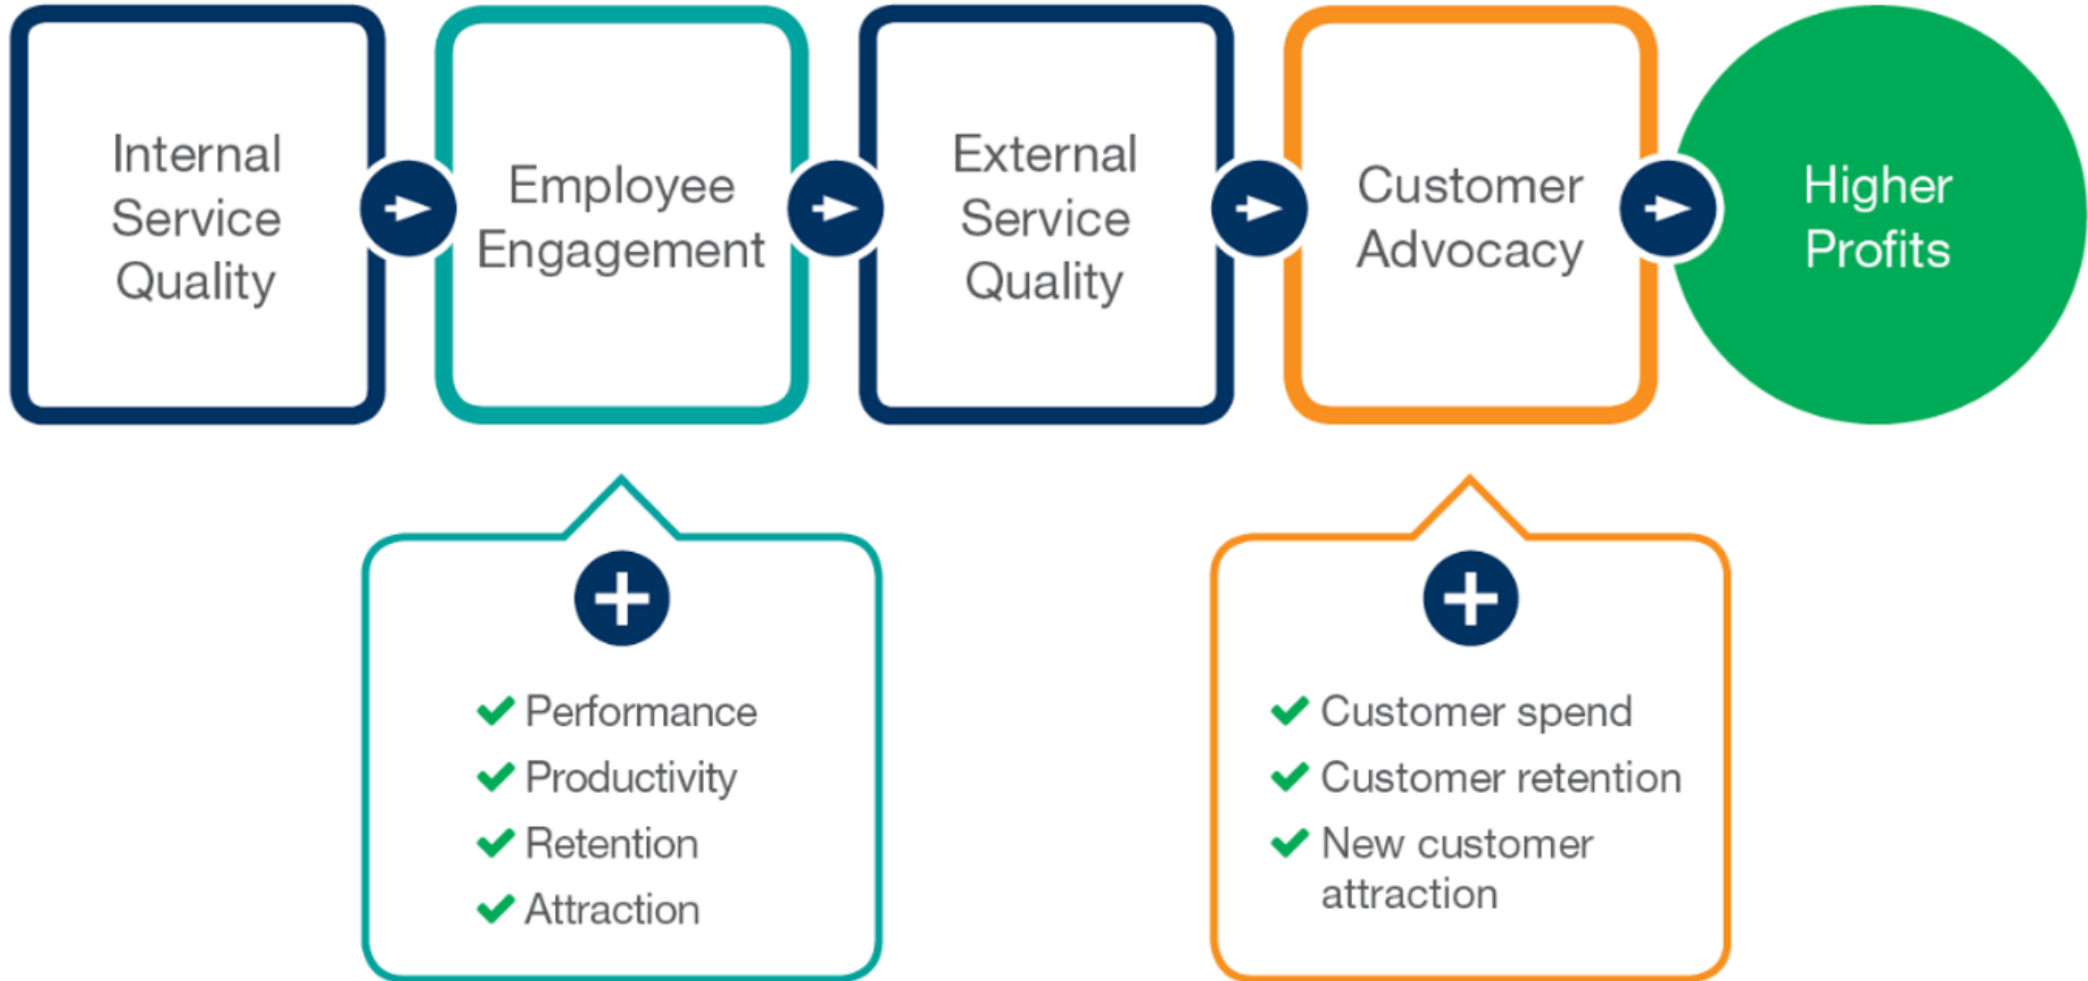 Internal
Service
Quality
Employee
Engagement
External
Service
Quality
Customer
Advocacy
Higher
Profits
Performance
Productivity
Retention
Attraction
Customer spend
Customer retention
New customer
attraction